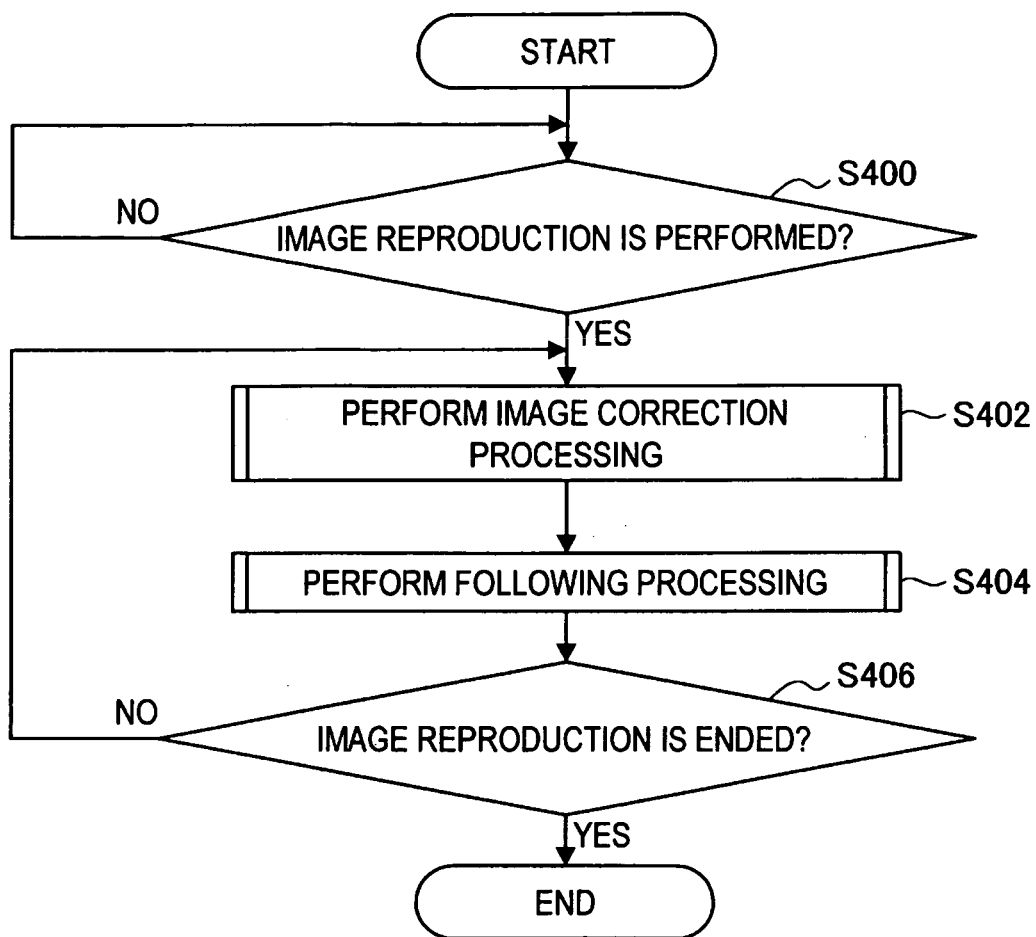 START
S400
NO
IMAGE REPRODUCTION IS PERFORMED?
YES
PERFORM IMAGE CORRECTION
PROCESSING
S402
PERFORM FOLLOWING PROCESSING
S404
S406
NO
IMAGE REPRODUCTION IS ENDED?
YES
END